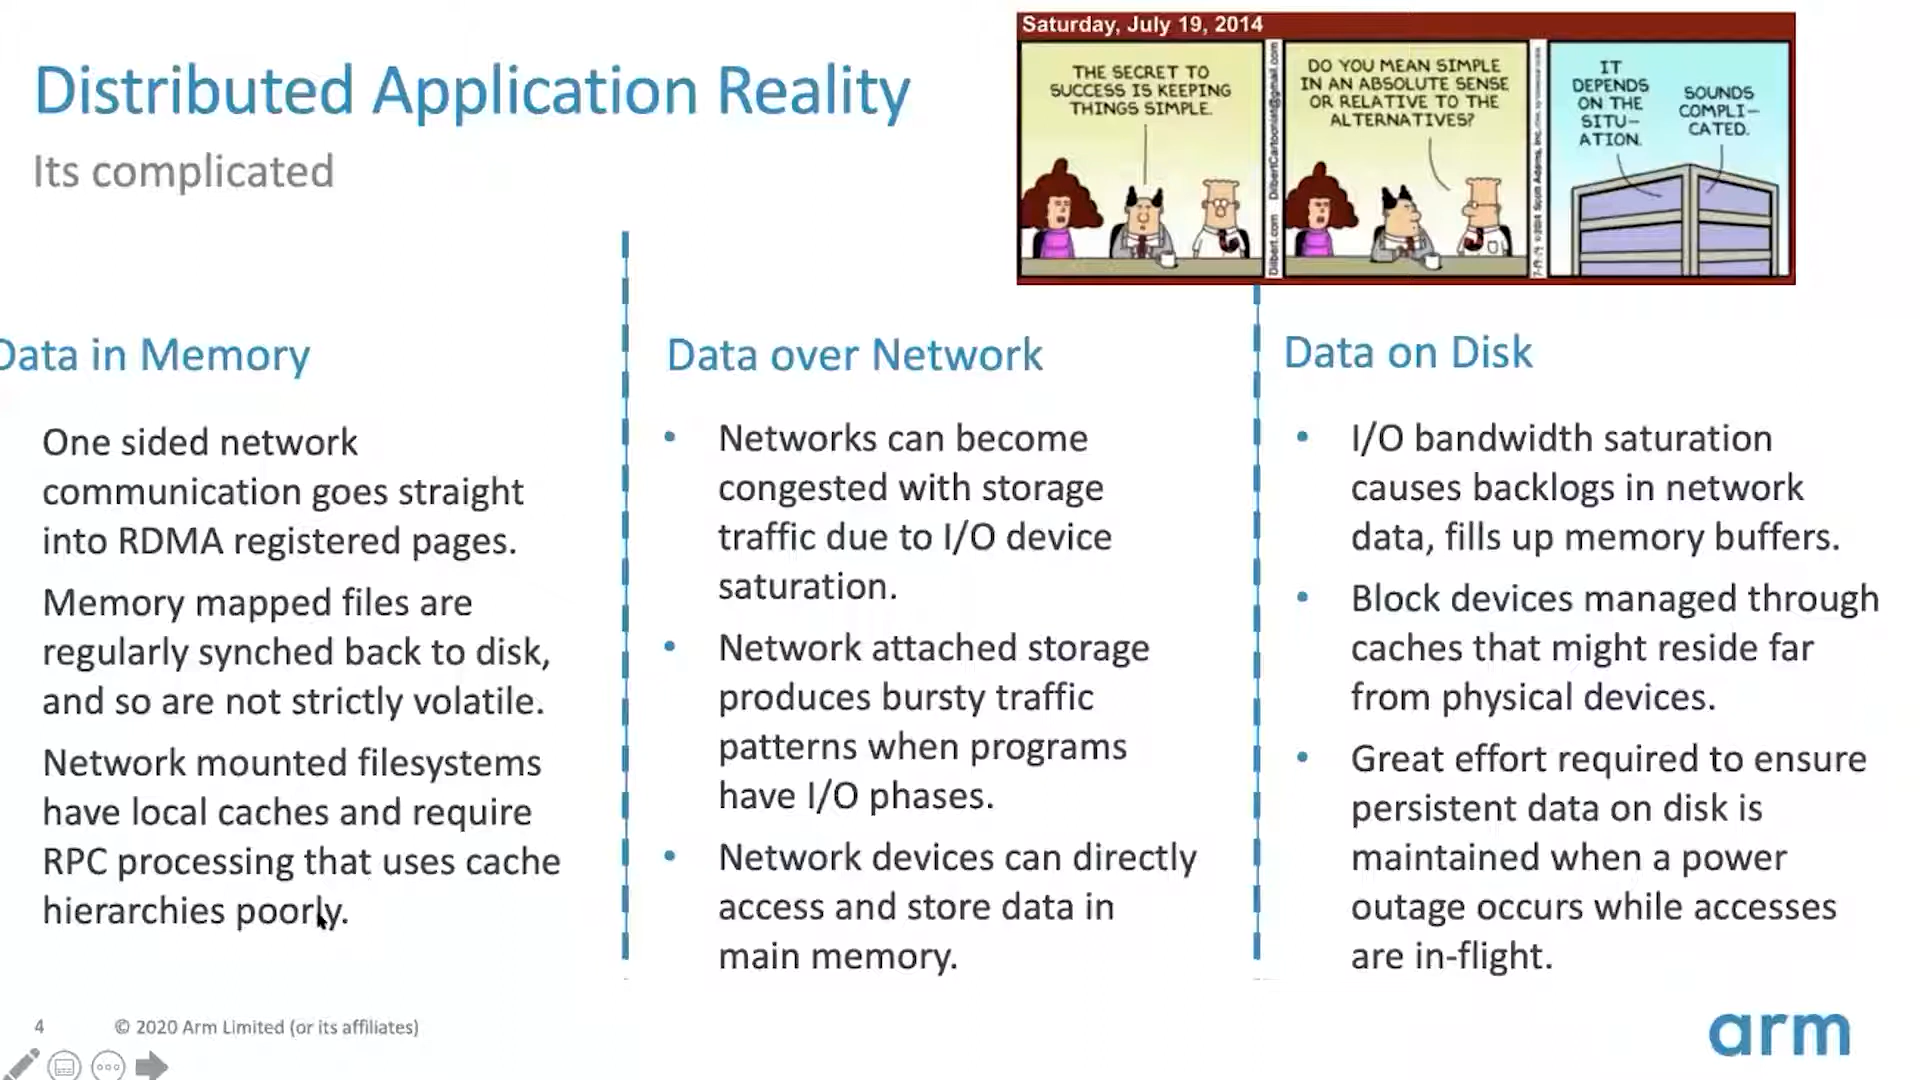 Distributed Application Reality
Its complicated
Saturday, July 19, 2014
THE SECRET TO
SUCCESS IS KEEPING
THINGS SIMPLE.
DO YOU MEAN SIMPLE
IN AN ABSOLUTE SENSE
OR RELATIVE TO THE
ALTERNATIVES?
IT
DEPENDS
ON THE
SITU-
ATION.
SOUNDS
COMPLI-
CATED.
Dilbert.com DilbertCartoonist@gmail.com
Data in Memory
One sided network
communication goes straight
into RDMA registered pages.
Memory mapped files are
regularly synched back to disk,
and so are not strictly volatile.
Network mounted filesystems
have local caches and require
RPC processing that uses cache
hierarchies poorly.
Data over Network
• Networks can become
congested with storage
traffic due to I/O device
saturation.
• Network attached storage
produces bursty traffic
patterns when programs
have I/O phases.
• Network devices can directly
access and store data in
main memory.
Data on Disk
• I/O bandwidth saturation
causes backlogs in network
data, fills up memory buffers.
• Block devices managed through
caches that might reside far
from physical devices.
• Great effort required to ensure
persistent data on disk is
maintained when a power
outage occurs while accesses
are in-flight.
4 © 2020 Arm Limited (or its affiliates)
arm